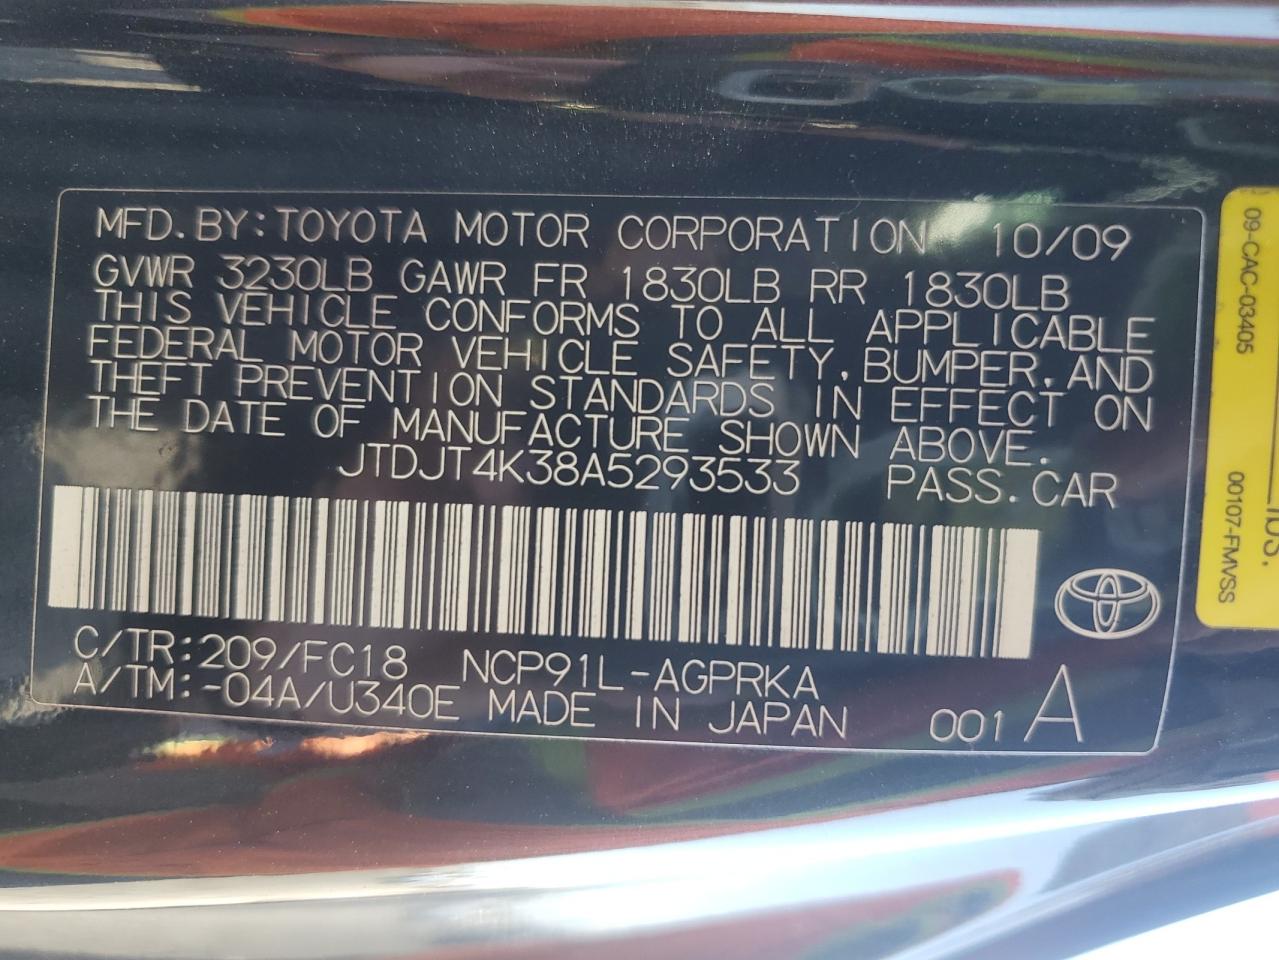 MFD.BY:TOYOTA MOTOR CORPORATION 10/09
GVWR 3230LB GAWR FR 1830LB RR 1830LB
THIS VEHICLE CONFORMS TO ALL APPLICABLE
FEDERAL MOTOR VEHICLE SAFETY,BUMPER,AND
THEFT PREVENTION STANDARDS IN EFFECT ON
THE DATE OF MANUFACTURE SHOWN ABOVE.
JTDJT4K38A5293533 PASS.CAR
C/TR:209/FC18 NCP91L-AGPRKA
A/TM:-04A/U340E MADE IN JAPAN 001 A
09-CAC-03405
00107-FMVSS